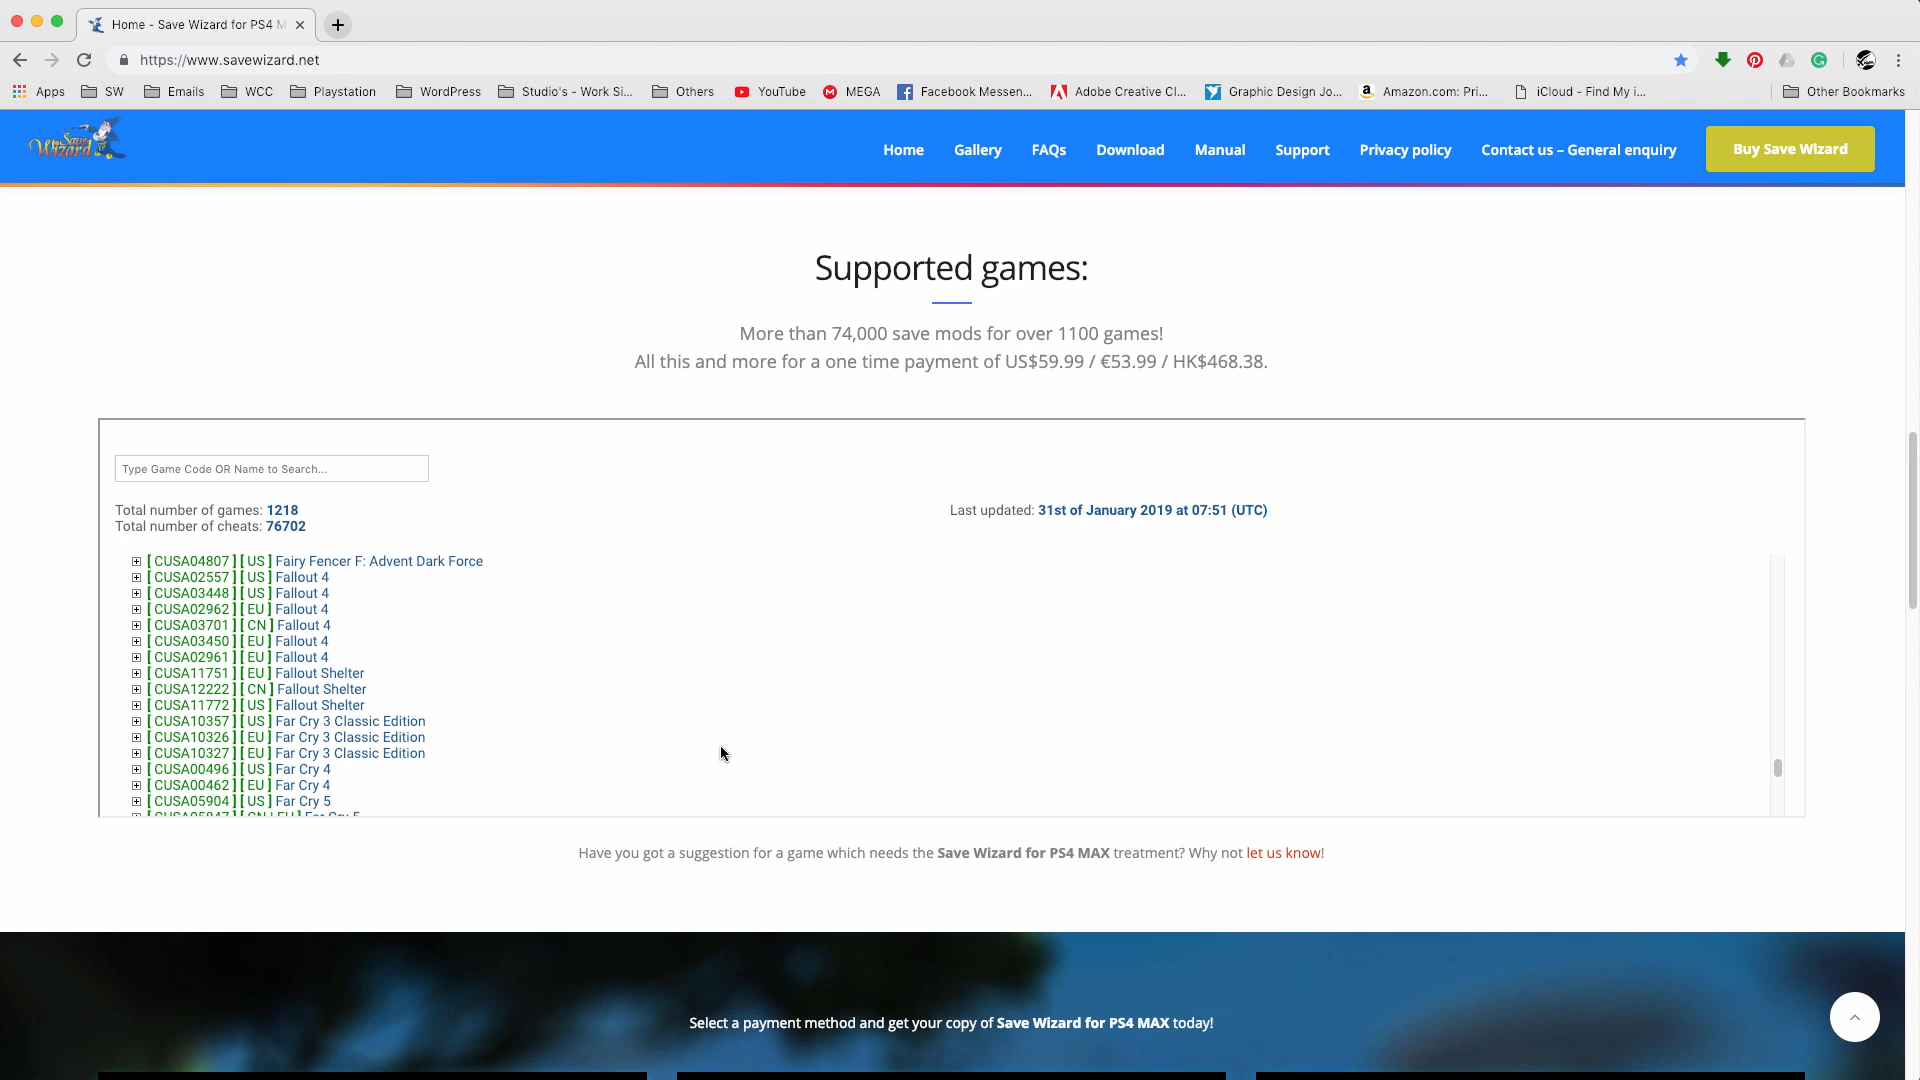 Home - Save Wizard for PS4 M
https://www.savewizard.net
Apps SW Emails WCC Playstation WordPress Studio's - Work Si... Others YouTube MEGA Facebook Messen... Adobe Creative Cl... Graphic Design Jo... Amazon.com: Pri... iCloud - Find My i... Other Bookmarks
Save
Wizard
Home Gallery FAQs Download Manual Support Privacy policy Contact us – General enquiry Buy Save Wizard
Supported games:
More than 74,000 save mods for over 1100 games!
All this and more for a one time payment of US$59.99 / €53.99 / HK$468.38.
Type Game Code OR Name to Search...
Total number of games: 1218
Last updated: 31st of January 2019 at 07:51 (UTC)
Total number of cheats: 76702
[ CUSA04807 ][ US ] Fairy Fencer F: Advent Dark Force
[ CUSA02557 ][ US ] Fallout 4
[ CUSA03448 ][ US ] Fallout 4
[ CUSA02962 ][ EU ] Fallout 4
[ CUSA03701 ][ CN ] Fallout 4
[ CUSA03450 ][ EU ] Fallout 4
[ CUSA02961 ][ EU ] Fallout 4
[ CUSA11751 ][ EU ] Fallout Shelter
[ CUSA12222 ][ CN ] Fallout Shelter
[ CUSA11772 ][ US ] Fallout Shelter
[ CUSA10357 ][ US ] Far Cry 3 Classic Edition
[ CUSA10326 ][ EU ] Far Cry 3 Classic Edition
[ CUSA10327 ][ EU ] Far Cry 3 Classic Edition
[ CUSA00496 ][ US ] Far Cry 4
[ CUSA00462 ][ EU ] Far Cry 4
[ CUSA05904 ][ US ] Far Cry 5
[ CUSA05847 ][ CN | EU ] Far Cry 5
Have you got a suggestion for a game which needs the Save Wizard for PS4 MAX treatment? Why not let us know!
Select a payment method and get your copy of Save Wizard for PS4 MAX today!